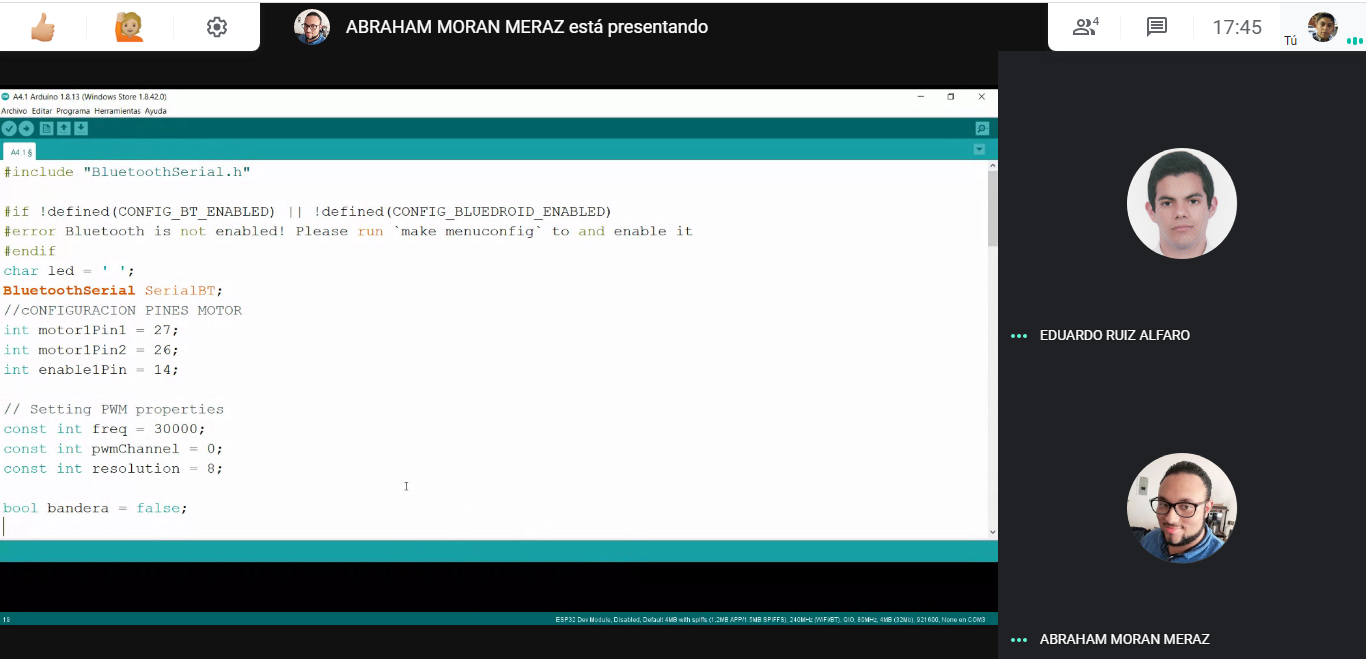 ABRAHAM MORAN MERAZ está presentando
4
17:45
Tú
A4.1 Arduino 1.8.13 (Windows Store 1.8.42.0)
Archivo Editar Programa Herramientas Ayuda
A4.1 §
#include "BluetoothSerial.h"
#if !defined(CONFIG_BT_ENABLED) || !defined(CONFIG_BLUEDROID_ENABLED)
#error Bluetooth is not enabled! Please run `make menuconfig` to and enable it
#endif
char led = ' ';
BluetoothSerial SerialBT;
//cONFIGURACION PINES MOTOR
int motor1Pin1 = 27;
int motor1Pin2 = 26;
int enable1Pin = 14;
// Setting PWM properties
const int freq = 30000;
const int pwmChannel = 0;
const int resolution = 8;
bool bandera = false;
19
ESP32 Dev Module, Disabled, Default 4MB with spiffs (1.2MB APP/1.5MB SPIFFS), 240MHz (WiFi/BT), QIO, 80MHz, 4MB (32Mb), 921600, None en COM3
EDUARDO RUIZ ALFARO
ABRAHAM MORAN MERAZ